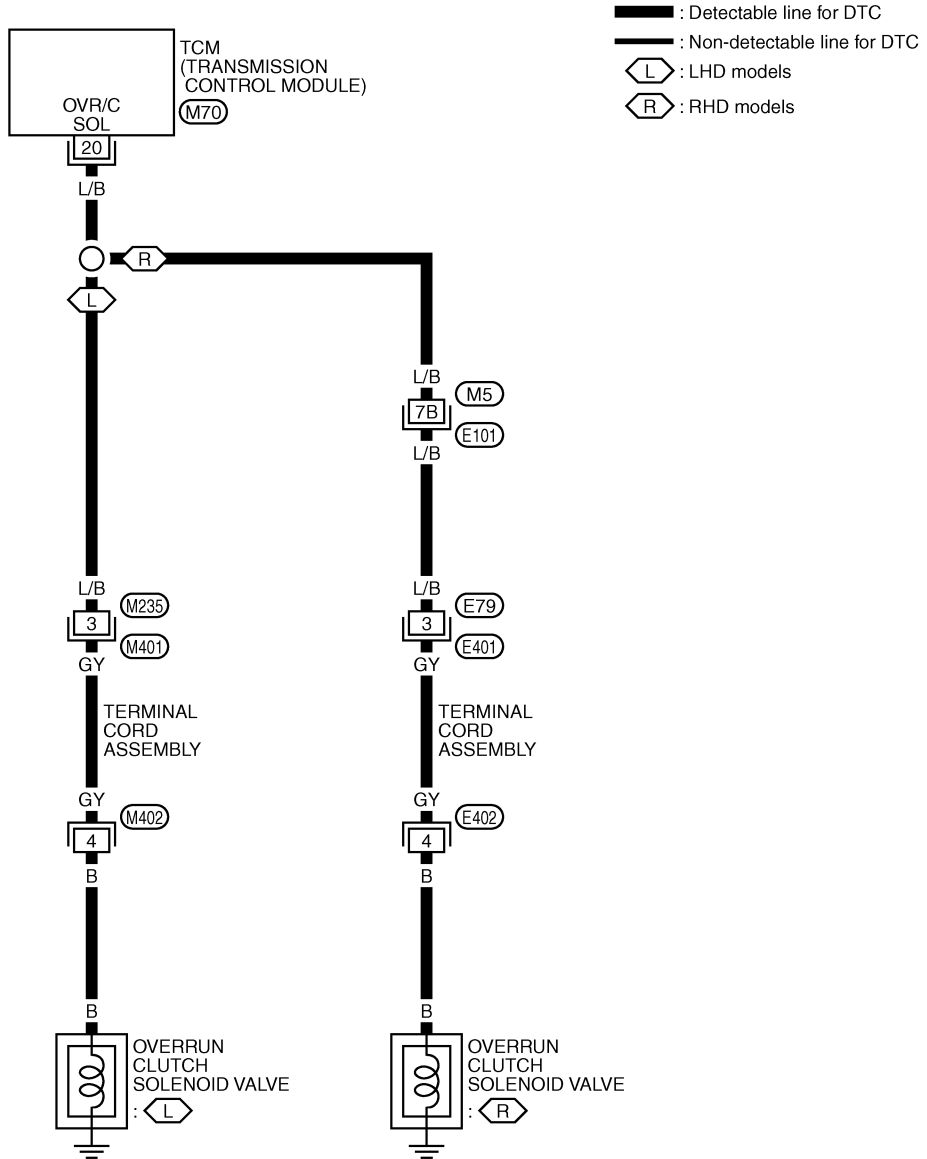 : Detectable line for DTC
: Non-detectable line for DTC
L : LHD models
R : RHD models
TCM
(TRANSMISSION
CONTROL MODULE)
M70
OVR/C
SOL
20
L/B
R
L
L/B
M5
7B
E101
L/B
L/B
M235
3
M401
GY
L/B
E79
3
E401
GY
TERMINAL
CORD
ASSEMBLY
TERMINAL
CORD
ASSEMBLY
GY
M402
4
B
GY
E402
4
B
B
OVERRUN
CLUTCH
SOLENOID VALVE
: L
B
OVERRUN
CLUTCH
SOLENOID VALVE
: R